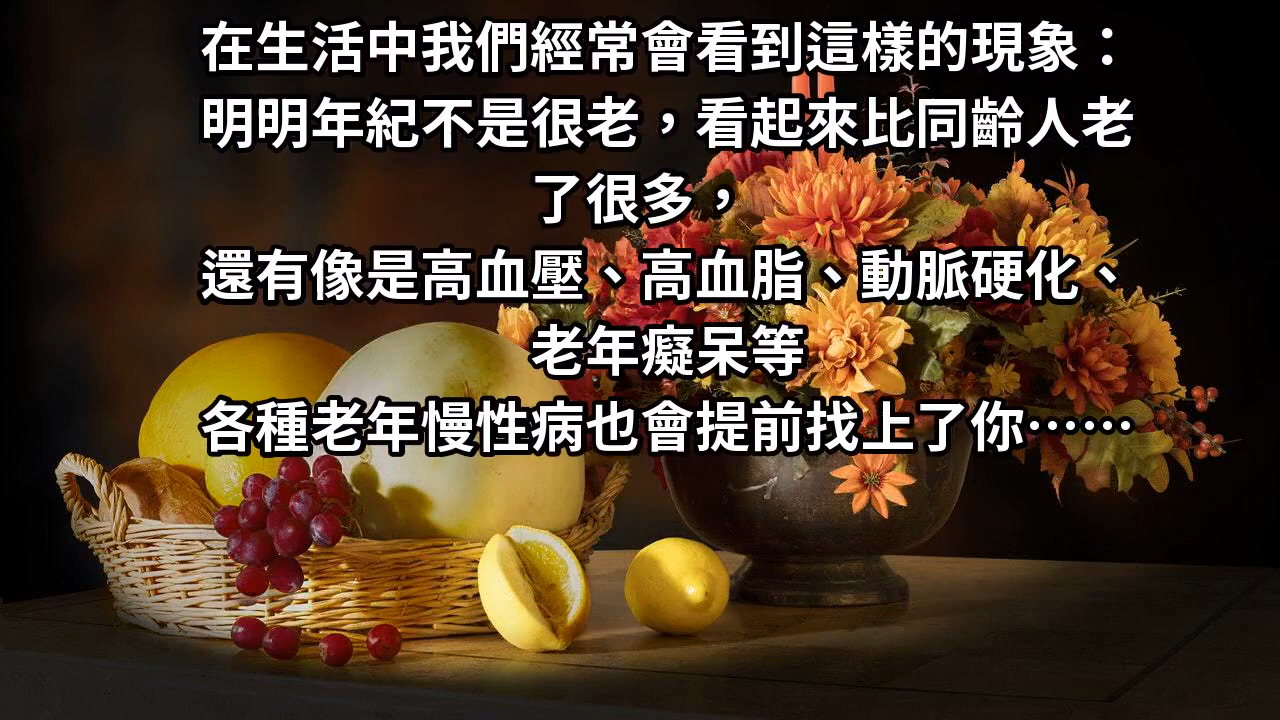 在生活中我們經常會看到這樣的現象：
明明年紀不是很老，看起來比同齡人老
了很多，
還有像是高血壓、高血脂、動脈硬化、
老年癡呆等
各種老年慢性病也會提前找上了你……